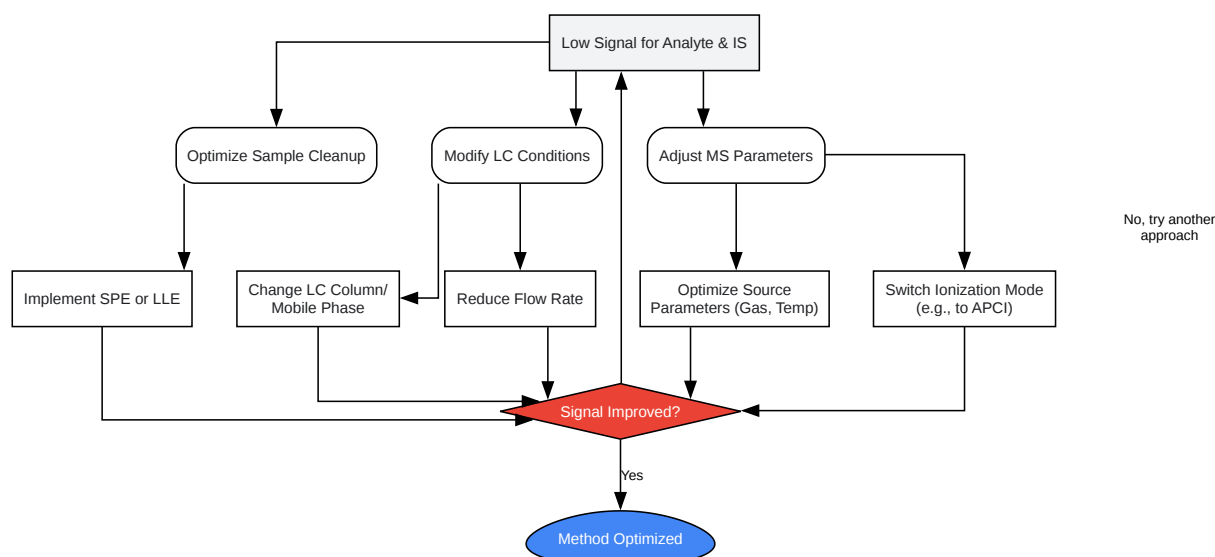 Low Signal for Analyte & IS
Optimize Sample Cleanup
Modify LC Conditions
Adjust MS Parameters
No, try another
approach
Implement SPE or LLE
Change LC Column/
Mobile Phase
Reduce Flow Rate
Optimize Source
Parameters (Gas, Temp)
Switch Ionization Mode
(e.g., to APCI)
Signal Improved?
Yes
Method Optimized